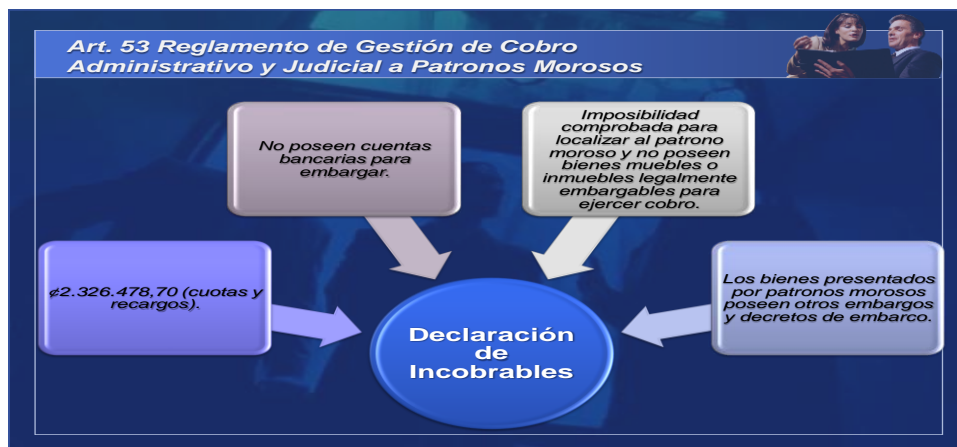 Art. 53 Reglamento de Gestión de Cobro
Administrativo y Judicial a Patronos Morosos
No poseen cuentas
bancarias para
embargar.
Imposibilidad
comprobada para
localizar al patrono
moroso y no poseen
bienes muebles o
inmuebles legalmente
embargables para
ejercer cobro.
¢2.326.478,70 (cuotas y
recargos).
Los bienes presentados
por patronos morosos
poseen otros embargos
y decretos de embarco.
Declaración
de
Incobrables